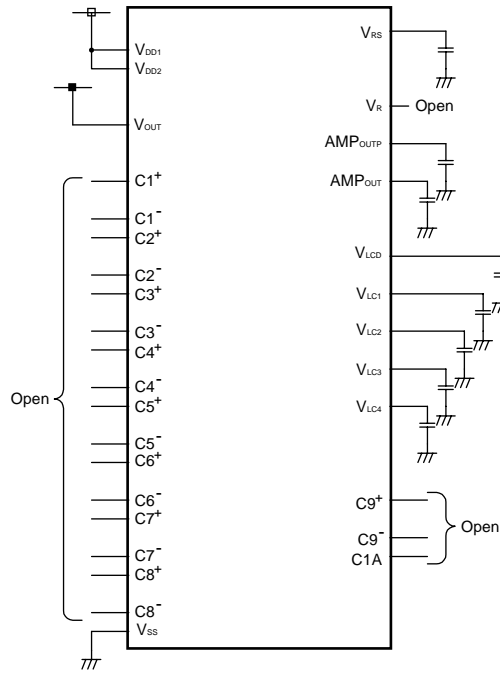 VDD1
VDD2
VOUT
C1+
C1-
C2+
C2-
C3+
C3-
C4+
C4-
C5+
C5-
C6+
C6-
C7+
C7-
C8+
C8-
VSS
Open
VRS
VR
Open
AMPOUTP
AMPOUT
VLCD
VLC1
VLC2
VLC3
VLC4
C9+
C9-
C1A
Open